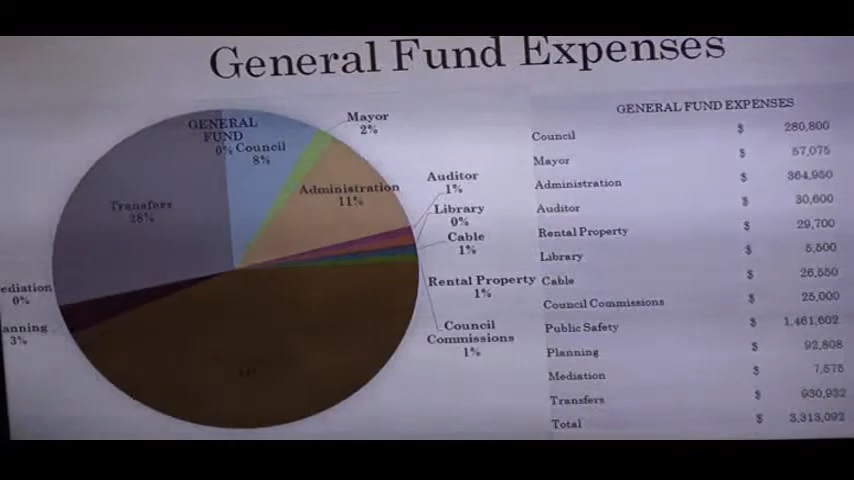 General Fund Expenses
GENERAL
FUND
0%
Council
8%
Mayor
2%
Administration
11%
Auditor
1%
Library
0%
Cable
1%
Rental Property
1%
Council
Commissions
1%
Transfers
28%
ediation
0%
anning
3%
GENERAL FUND EXPENSES
Council $ 280,800
Mayor $ 57,075
Administration $ 364,950
Auditor $ 30,600
Rental Property $ 29,700
Library $ 5,500
Cable $ 26,550
Council Commissions $ 25,000
Public Safety $ 1,461,602
Planning $ 92,808
Mediation $ 7,575
Transfers $ 930,932
Total $ 3,313,092